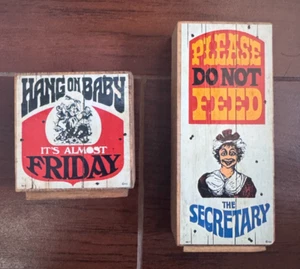 HANG ON BABY
IT'S ALMOST
FRIDAY
PLEASE
DO NOT
FEED
THE
SECRETARY